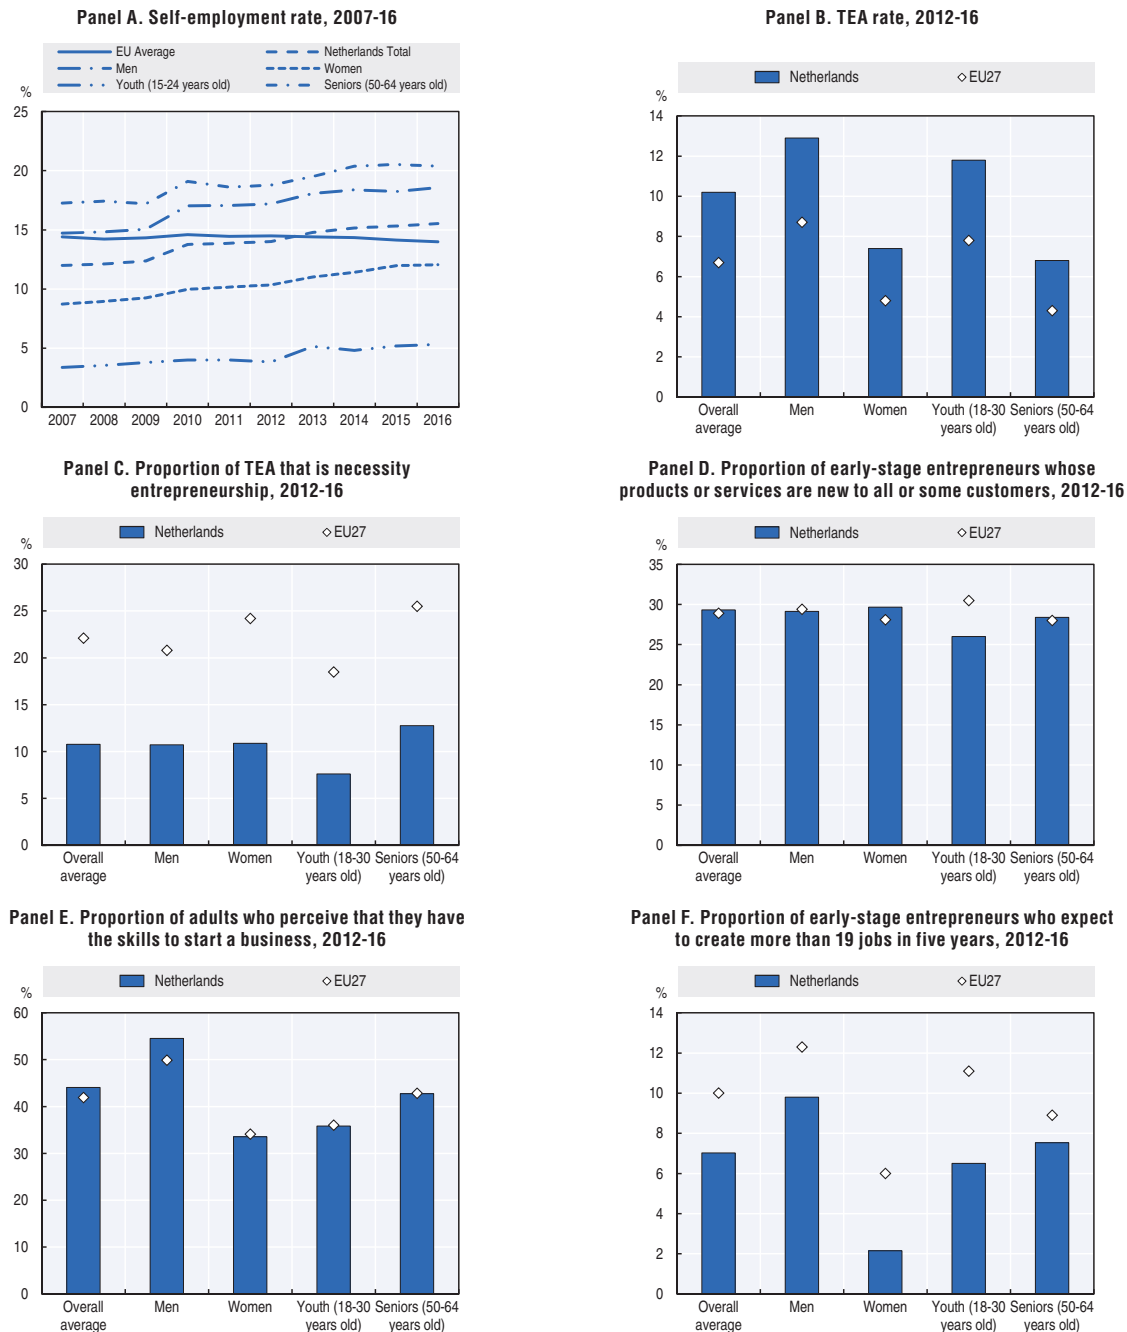 Panel A. Self-employment rate, 2007-16
EU Average
Netherlands Total
Men
Women
Youth (15-24 years old)
Seniors (50-64 years old)
%
25
20
15
10
5
0
2007 2008 2009 2010 2011 2012 2013 2014 2015 2016
Panel B. TEA rate, 2012-16
Netherlands
EU27
%
14
12
10
8
6
4
2
0
Overall average
Men
Women
Youth (18-30 years old)
Seniors (50-64 years old)
Panel C. Proportion of TEA that is necessity
entrepreneurship, 2012-16
Netherlands
EU27
%
30
25
20
15
10
5
0
Overall average
Men
Women
Youth (18-30 years old)
Seniors (50-64 years old)
Panel D. Proportion of early-stage entrepreneurs whose
products or services are new to all or some customers, 2012-16
Netherlands
EU27
%
35
30
25
20
15
10
5
0
Overall average
Men
Women
Youth (18-30 years old)
Seniors (50-64 years old)
Panel E. Proportion of adults who perceive that they have
the skills to start a business, 2012-16
Netherlands
EU27
%
60
50
40
30
20
10
0
Overall average
Men
Women
Youth (18-30 years old)
Seniors (50-64 years old)
Panel F. Proportion of early-stage entrepreneurs who expect
to create more than 19 jobs in five years, 2012-16
Netherlands
EU27
%
14
12
10
8
6
4
2
0
Overall average
Men
Women
Youth (18-30 years old)
Seniors (50-64 years old)